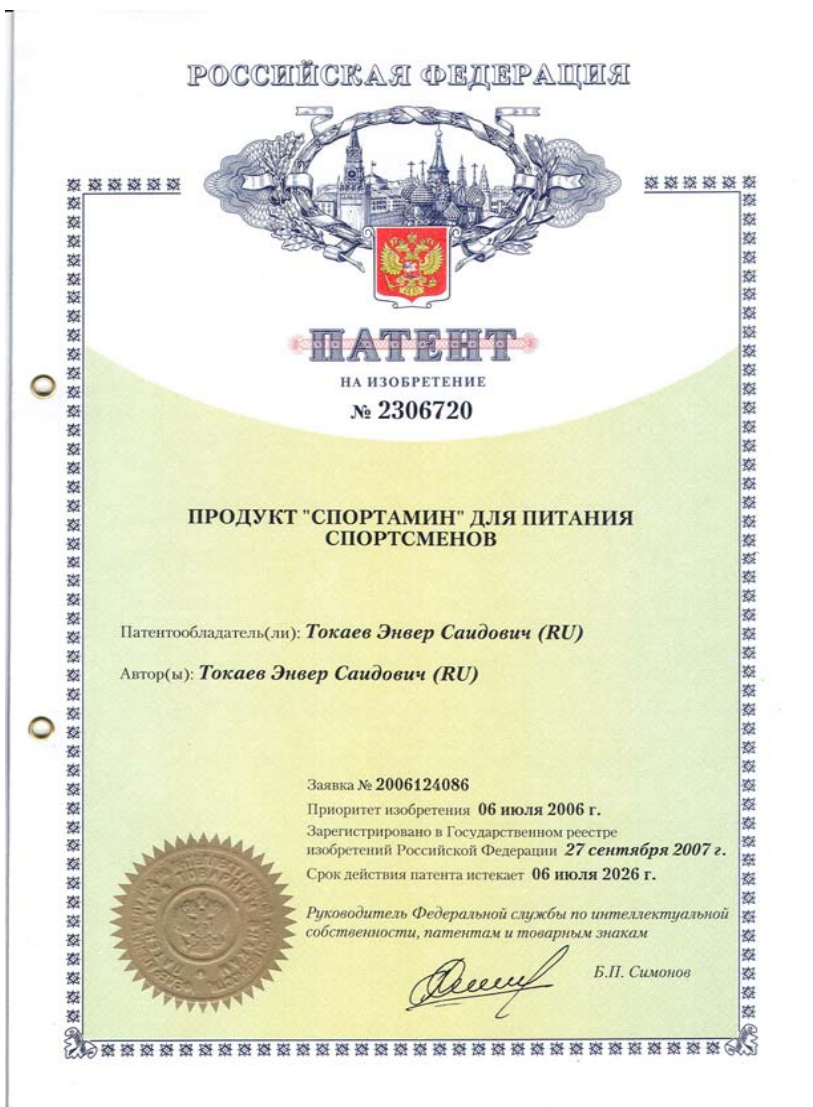 РОССИЙСКАЯ ФЕДЕРАЦИЯ
ПАТЕНТ
НА ИЗОБРЕТЕНИЕ
№ 2306720
ПРОДУКТ "СПОРТАМИН" ДЛЯ ПИТАНИЯ
СПОРТСМЕНОВ
Патентообладатель(ли): Токаев Энвер Саидович (RU)
Автор(ы): Токаев Энвер Саидович (RU)
Заявка № 2006124086
Приоритет изобретения 06 июля 2006 г.
Зарегистрировано в Государственном реестре
изобретений Российской Федерации 27 сентября 2007 г.
Срок действия патента истекает 06 июля 2026 г.
Руководитель Федеральной службы по интеллектуальной
собственности, патентам и товарным знакам
Б.П. Симонов